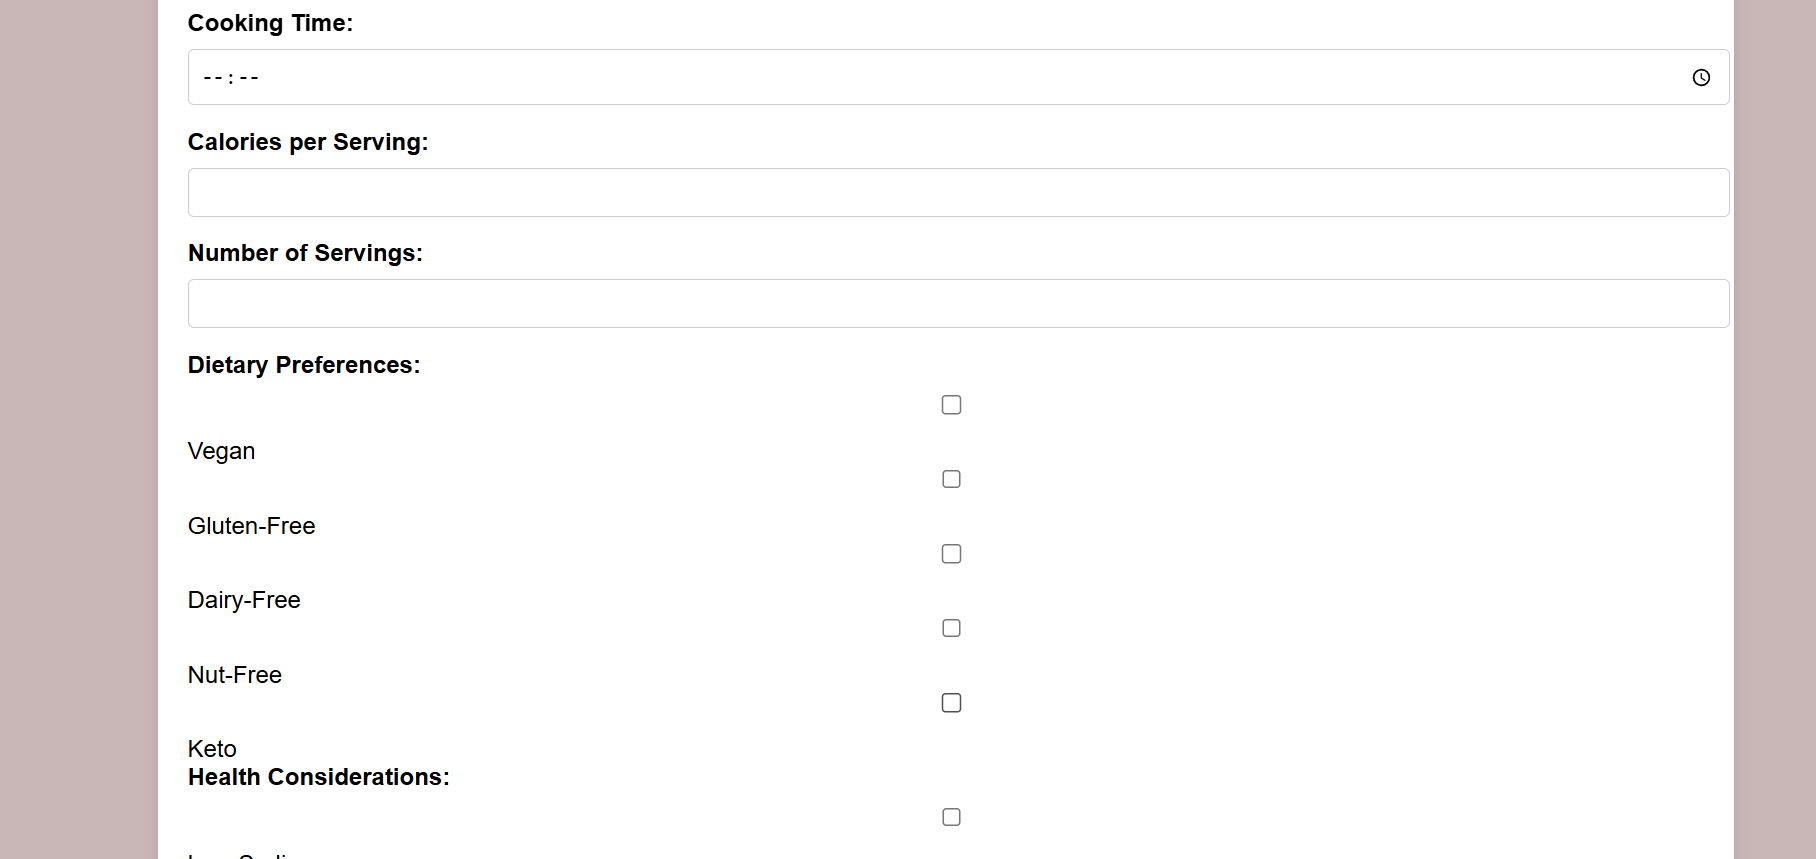 Cooking Time:
--:--
Calories per Serving:
Number of Servings:
Dietary Preferences:
Vegan
Gluten-Free
Dairy-Free
Nut-Free
Keto
Health Considerations: